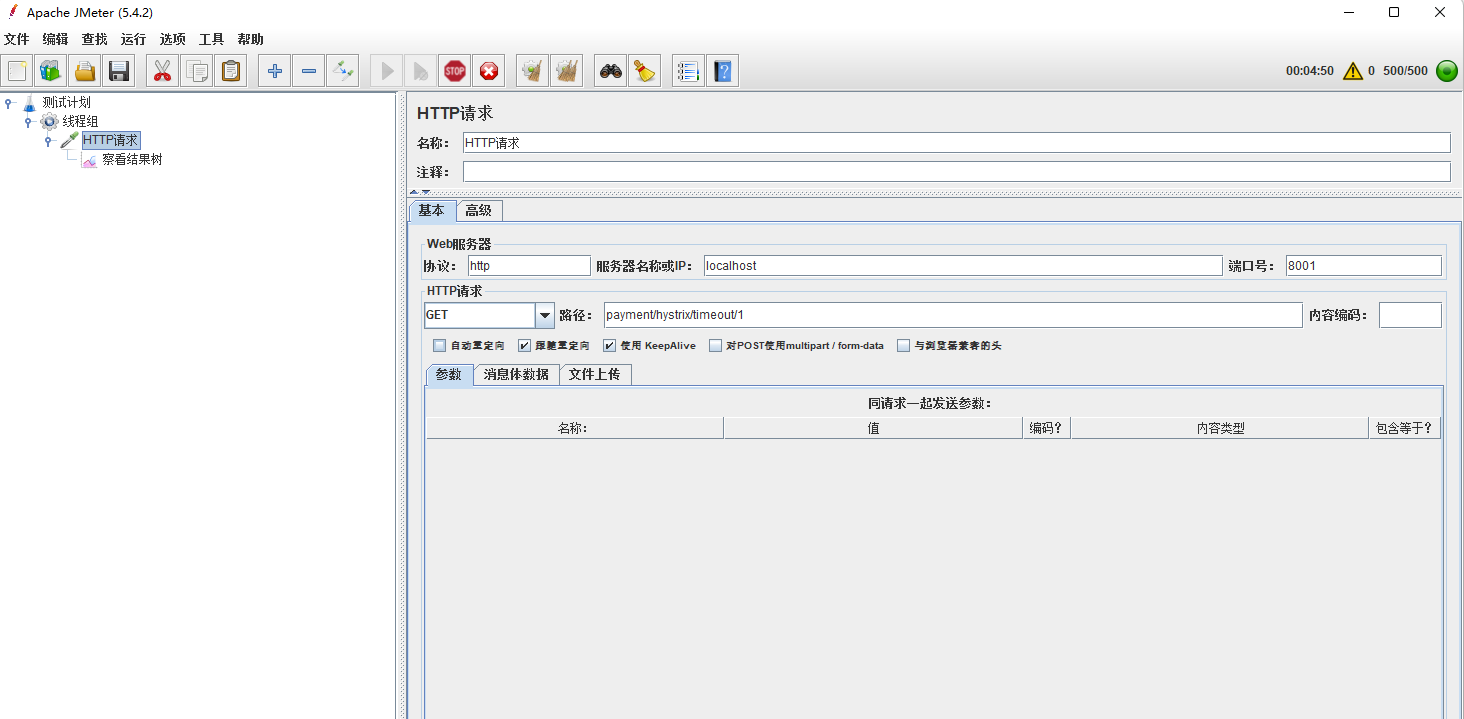 Apache JMeter (5.4.2)
文件 编辑 查找 运行 选项 工具 帮助
STOP
00:04:50 0 500/500
测试计划
线程组
HTTP请求
察看结果树
HTTP请求
名称： HTTP请求
注释：
基本 高级
Web服务器
协议： http 服务器名称或IP： localhost 端口号： 8001
HTTP请求
GET 路径： payment/hystrix/timeout/1 内容编码：
自动重定向 跟随重定向 使用 KeepAlive 对POST使用multipart / form-data 与浏览器兼容的头
参数 消息体数据 文件上传
同请求一起发送参数：
名称： 值 编码？ 内容类型 包含等于？